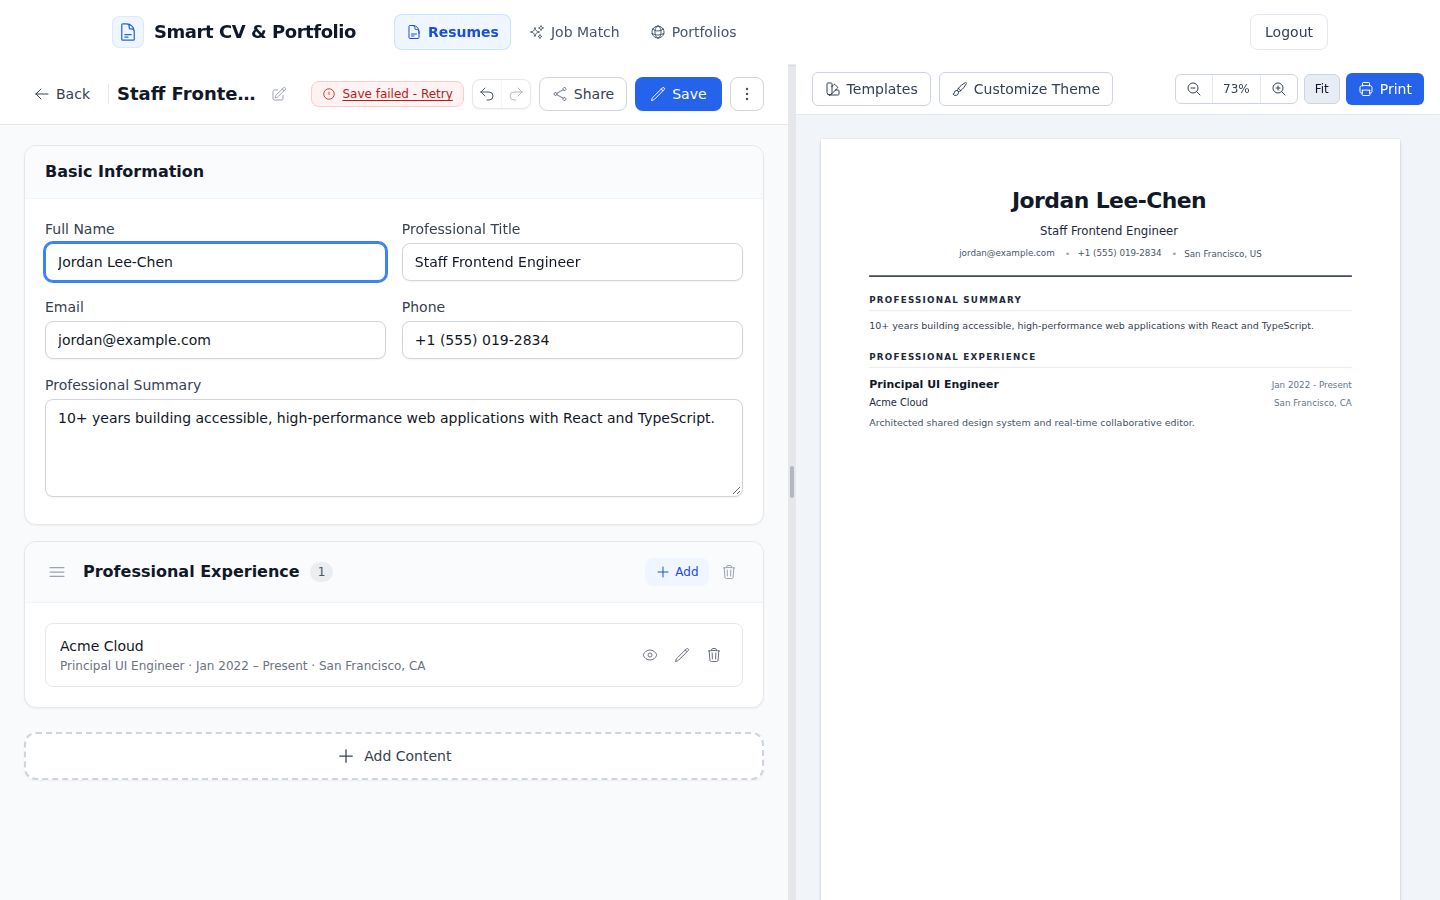 Smart CV & Portfolio
Resumes
Job Match
Portfolios
Logout
Back
Staff Fronte...
Save failed - Retry
Share
Save
Templates
Customize Theme
73%
Fit
Print
Basic Information
Full Name
Professional Title
Jordan Lee-Chen
Staff Frontend Engineer
Email
Phone
jordan@example.com
+1 (555) 019-2834
Professional Summary
10+ years building accessible, high-performance web applications with React and TypeScript.
Professional Experience 1
Add
Acme Cloud
Principal UI Engineer · Jan 2022 – Present · San Francisco, CA
Add Content
Jordan Lee-Chen
Staff Frontend Engineer
jordan@example.com • +1 (555) 019-2834 • San Francisco, US
PROFESSIONAL SUMMARY
10+ years building accessible, high-performance web applications with React and TypeScript.
PROFESSIONAL EXPERIENCE
Principal UI Engineer
Jan 2022 - Present
Acme Cloud
San Francisco, CA
Architected shared design system and real-time collaborative editor.